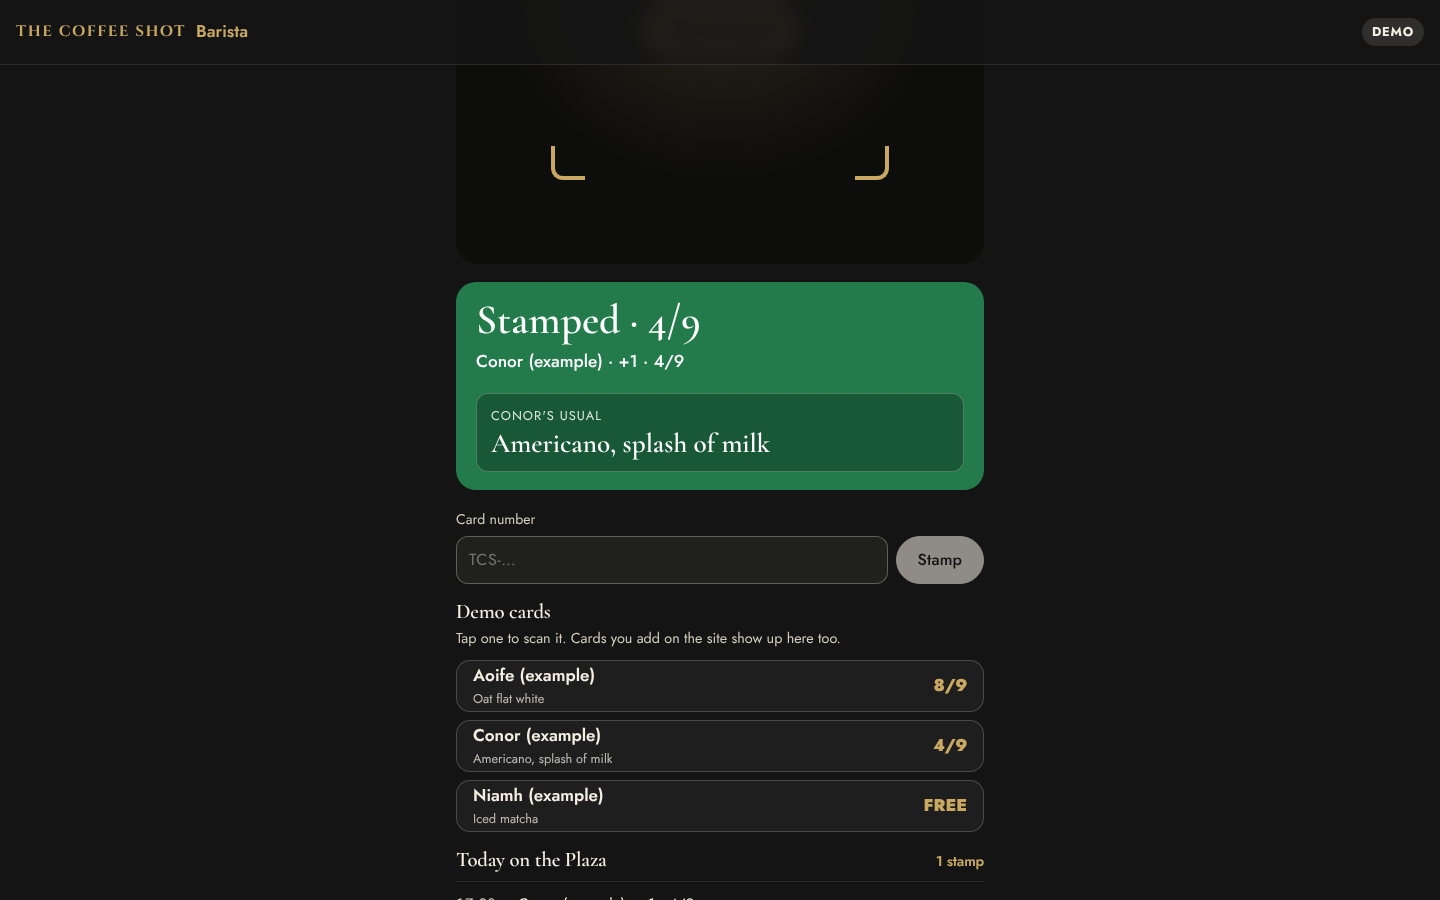 THE COFFEE SHOT Barista
DEMO
Stamped · 4/9
Conor (example) · +1 · 4/9
CONOR'S USUAL
Americano, splash of milk
Card number
TCS-...
Stamp
Demo cards
Tap one to scan it. Cards you add on the site show up here too.
Aoife (example)
8/9
Oat flat white
Conor (example)
4/9
Americano, splash of milk
Niamh (example)
FREE
Iced matcha
Today on the Plaza
1 stamp